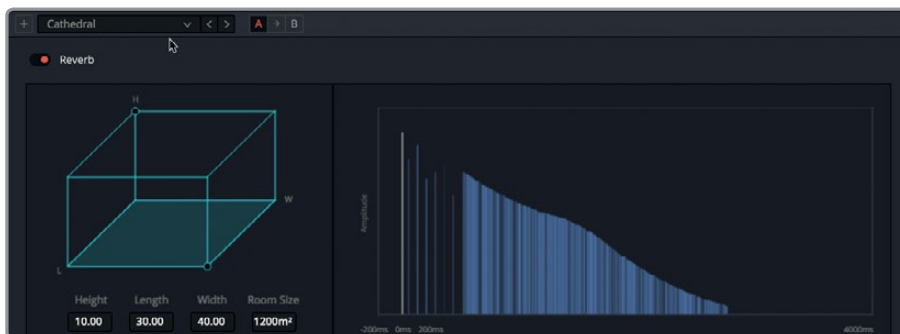 + Cathedral < > A B
Reverb
H
W
L
Amplitude
Height Length Width Room Size
10.00 30.00 40.00 1200m²
-200ms 0ms 200ms 4000ms